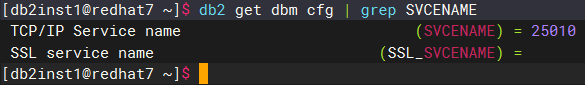 [db2inst1@redhat7 ~]$ db2 get dbm cfg | grep SVCENAME
 TCP/IP Service name                          (SVCENAME) = 25010
 SSL service name                         (SSL_SVCENAME) =
[db2inst1@redhat7 ~]$